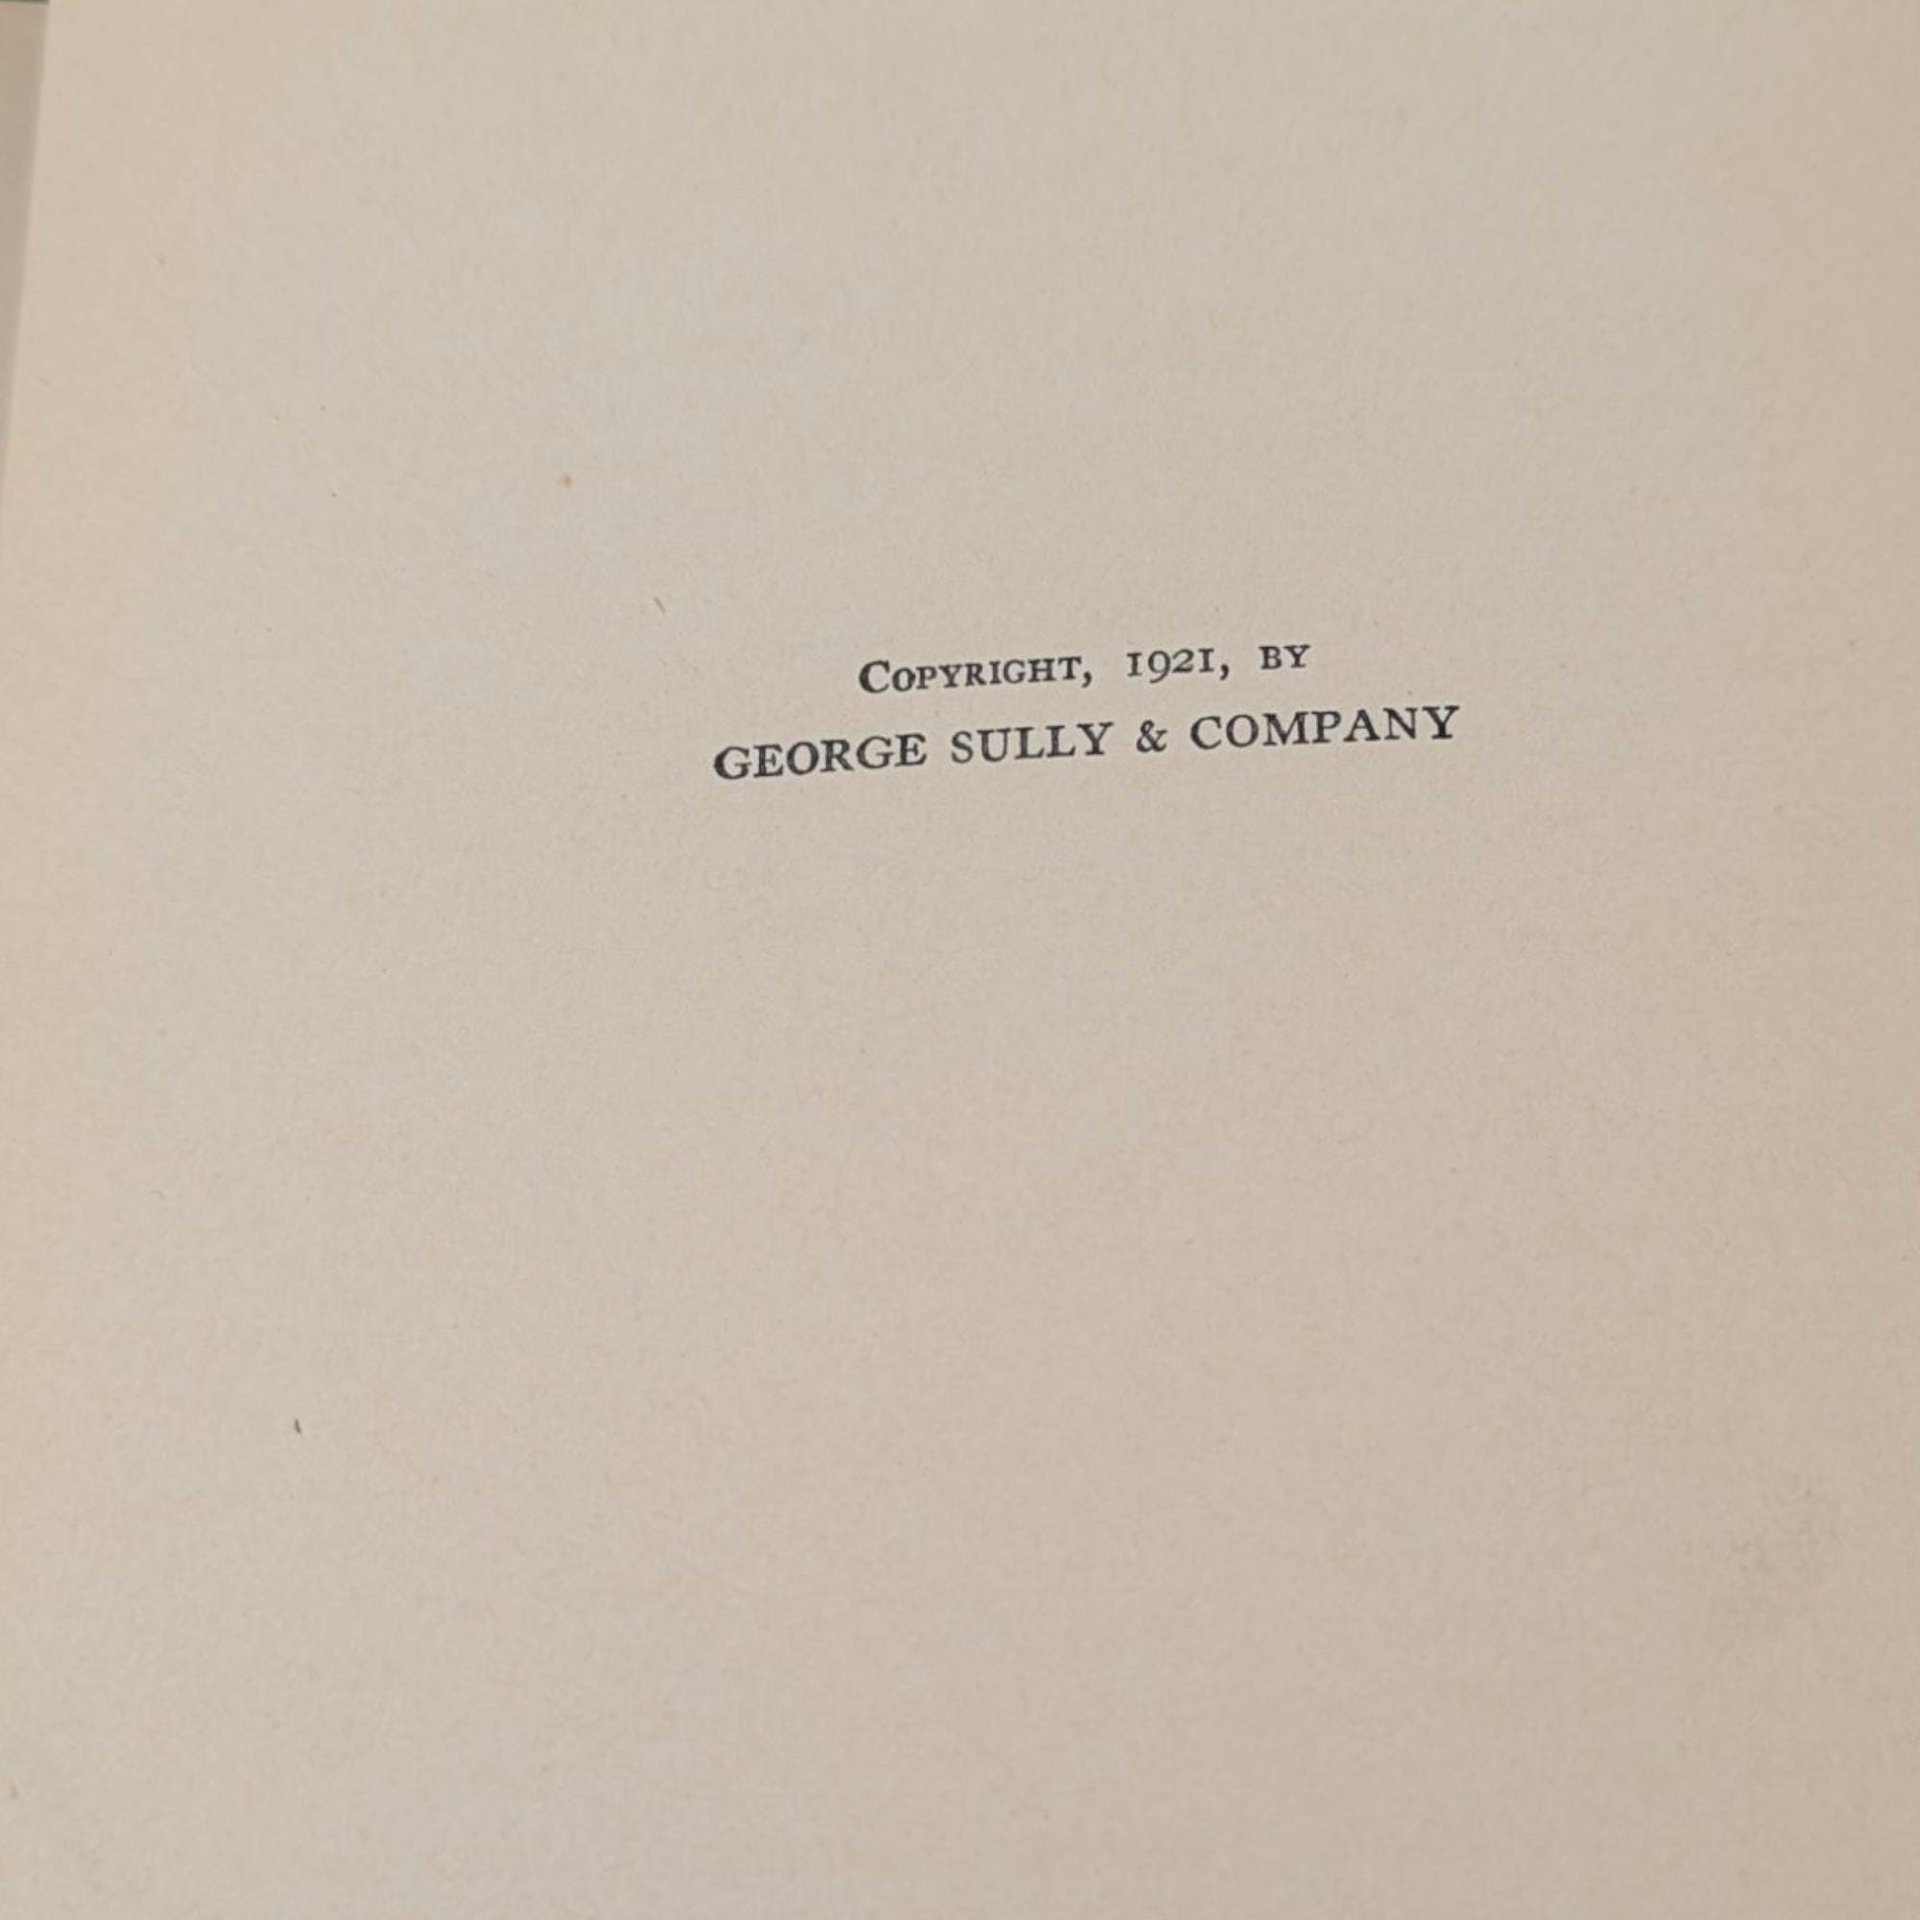 Copyright, 1921, by
GEORGE SULLY & COMPANY